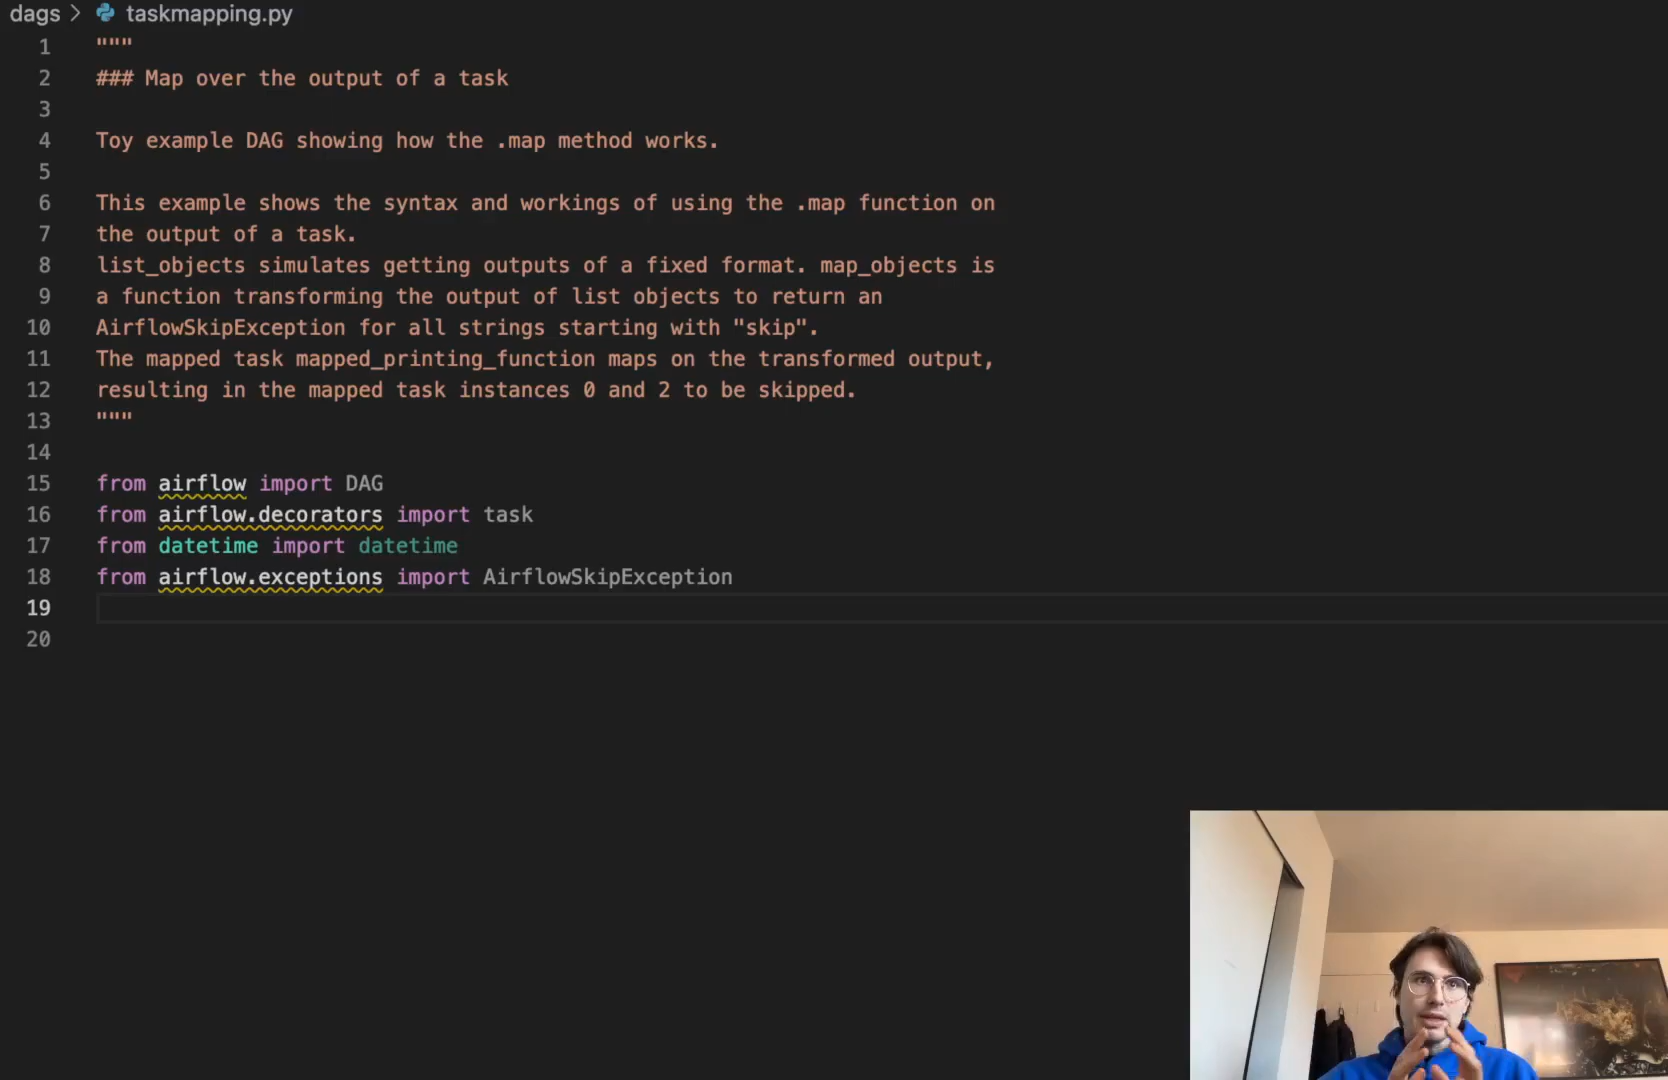 dags > taskmapping.py
1 """
2 ### Map over the output of a task
3
4 Toy example DAG showing how the .map method works.
5
6 This example shows the syntax and workings of using the .map function on
7 the output of a task.
8 list_objects simulates getting outputs of a fixed format. map_objects is
9 a function transforming the output of list objects to return an
10 AirflowSkipException for all strings starting with "skip".
11 The mapped task mapped_printing_function maps on the transformed output,
12 resulting in the mapped task instances 0 and 2 to be skipped.
13 """
14
15 from airflow import DAG
16 from airflow.decorators import task
17 from datetime import datetime
18 from airflow.exceptions import AirflowSkipException
19
20